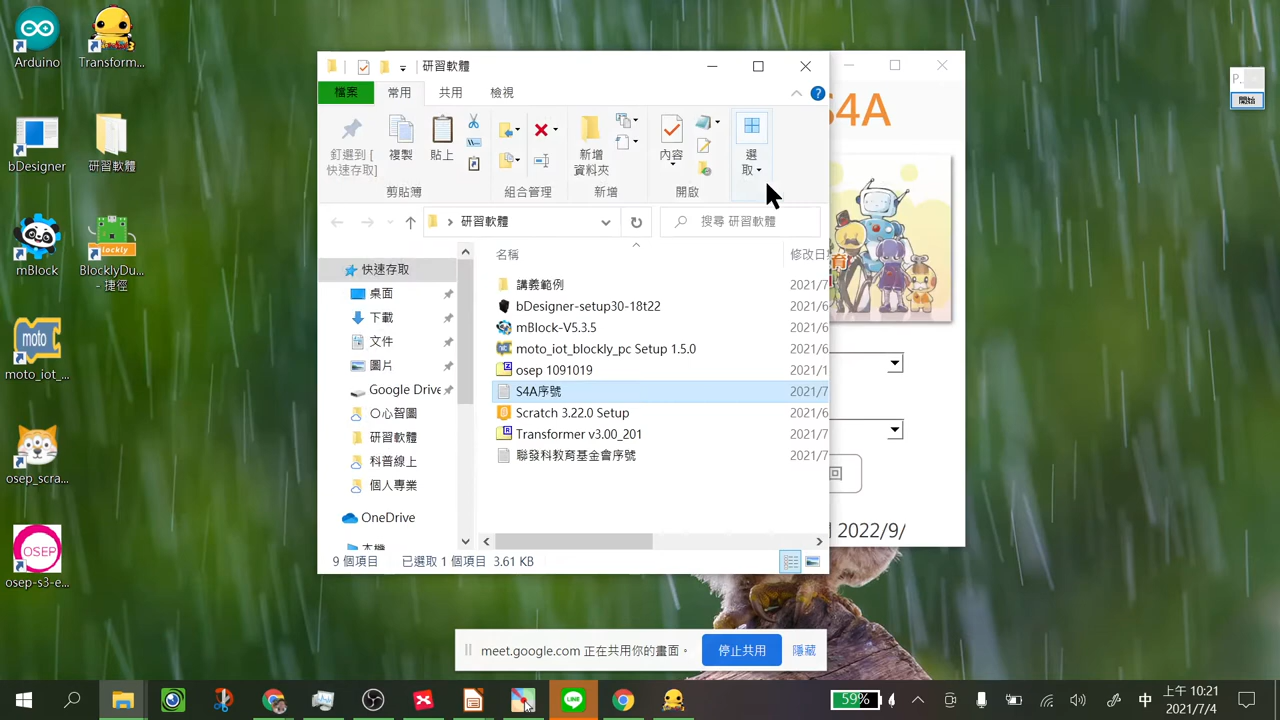 Arduino
Transform...
bDesigner
研習軟體
mBlock
BlocklyDu...
- 捷徑
moto_iot_...
osep_scra...
osep-s3-e...
研習軟體
檔案
常用
共用
檢視
釘選到 [
快速存取]
複製
貼上
新增
資料夾
內容
選
取
剪貼簿
組合管理
新增
開啟
研習軟體
搜尋 研習軟體
名稱
修改日
快速存取
桌面
下載
文件
圖片
Google Drive
心智圖
研習軟體
科普線上
個人專業
OneDrive
本機
講義範例 2021/7
bDesigner-setup30-18t22 2021/6
mBlock-V5.3.5 2021/6
moto_iot_blockly_pc Setup 1.5.0 2021/6
osep 1091019 2021/1
S4A序號 2021/7
Scratch 3.22.0 Setup 2021/6
Transformer v3.00_201 2021/7
聯發科教育基金會序號 2021/7
9 個項目
已選取 1 個項目 3.61 KB
S4A
育
回
2022/9/
P...
開始
OSEP
moto
Blockly
meet.google.com 正在共用你的畫面。
停止共用
隱藏
59%
中
上午 10:21
2021/7/4